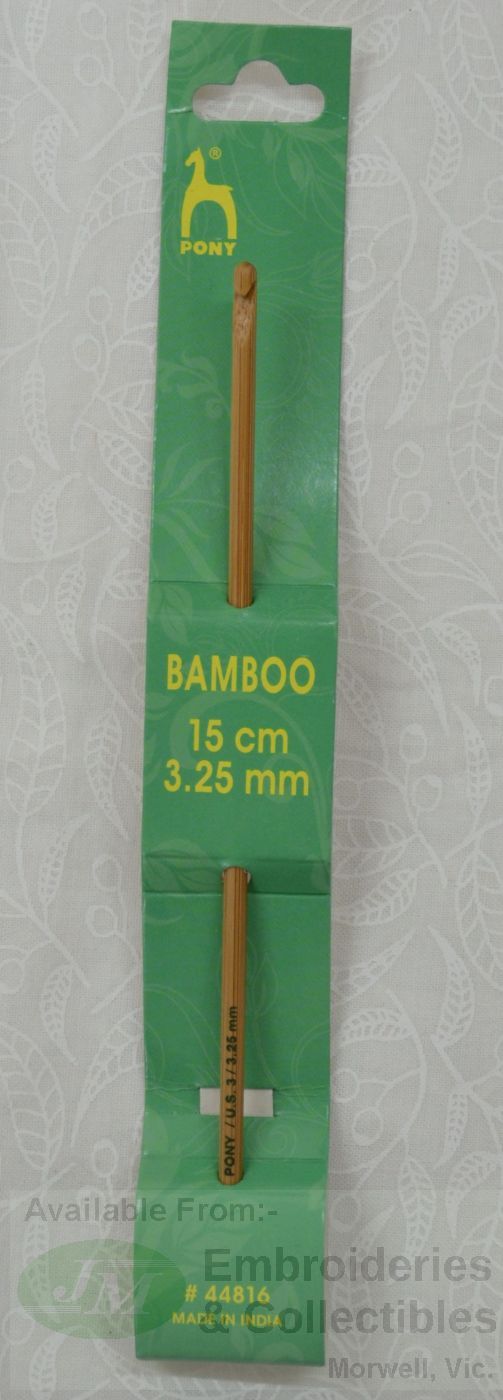 ®
PONY
BAMBOO
15 cm
3.25 mm
PONY / U.S. 3 / 3.25 mm
Available From:-
JM
Embroideries
& Collectibles
Morwell, Vic.
# 44816
MADE IN INDIA